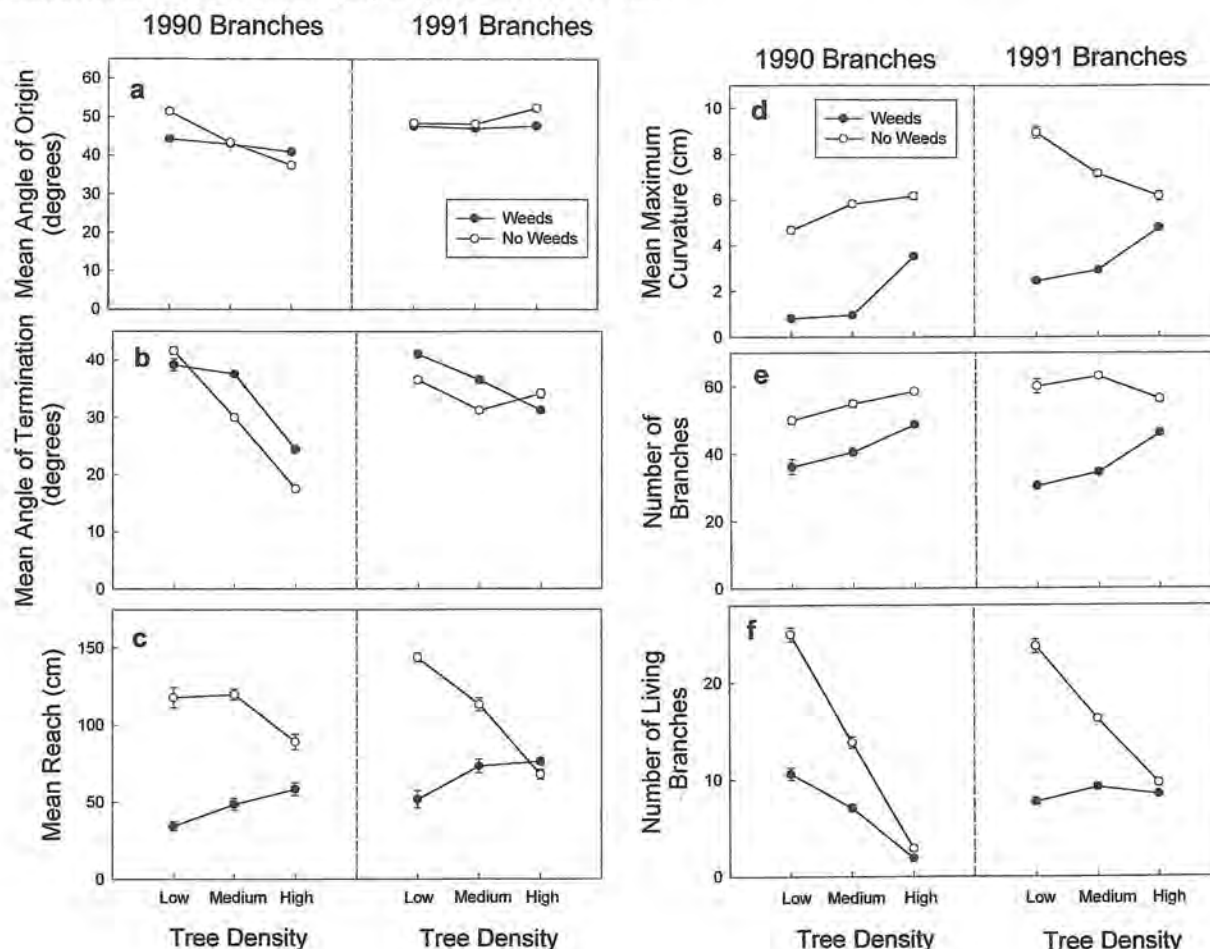 1990 Branches
1991 Branches
a
Mean Angle of Origin
(degrees)
60
50
40
30
20
10
0
Weeds
No Weeds
b
Mean Angle of Termination
(degrees)
40
30
20
10
0
c
Mean Reach (cm)
150
100
50
0
Low
Medium
High
Low
Medium
High
Tree Density
Tree Density
1990 Branches
1991 Branches
d
Mean Maximum
Curvature (cm)
10
8
6
4
2
0
Weeds
No Weeds
e
Number of
Branches
60
40
20
0
f
Number of Living
Branches
20
10
0
Low
Medium
High
Low
Medium
High
Tree Density
Tree Density